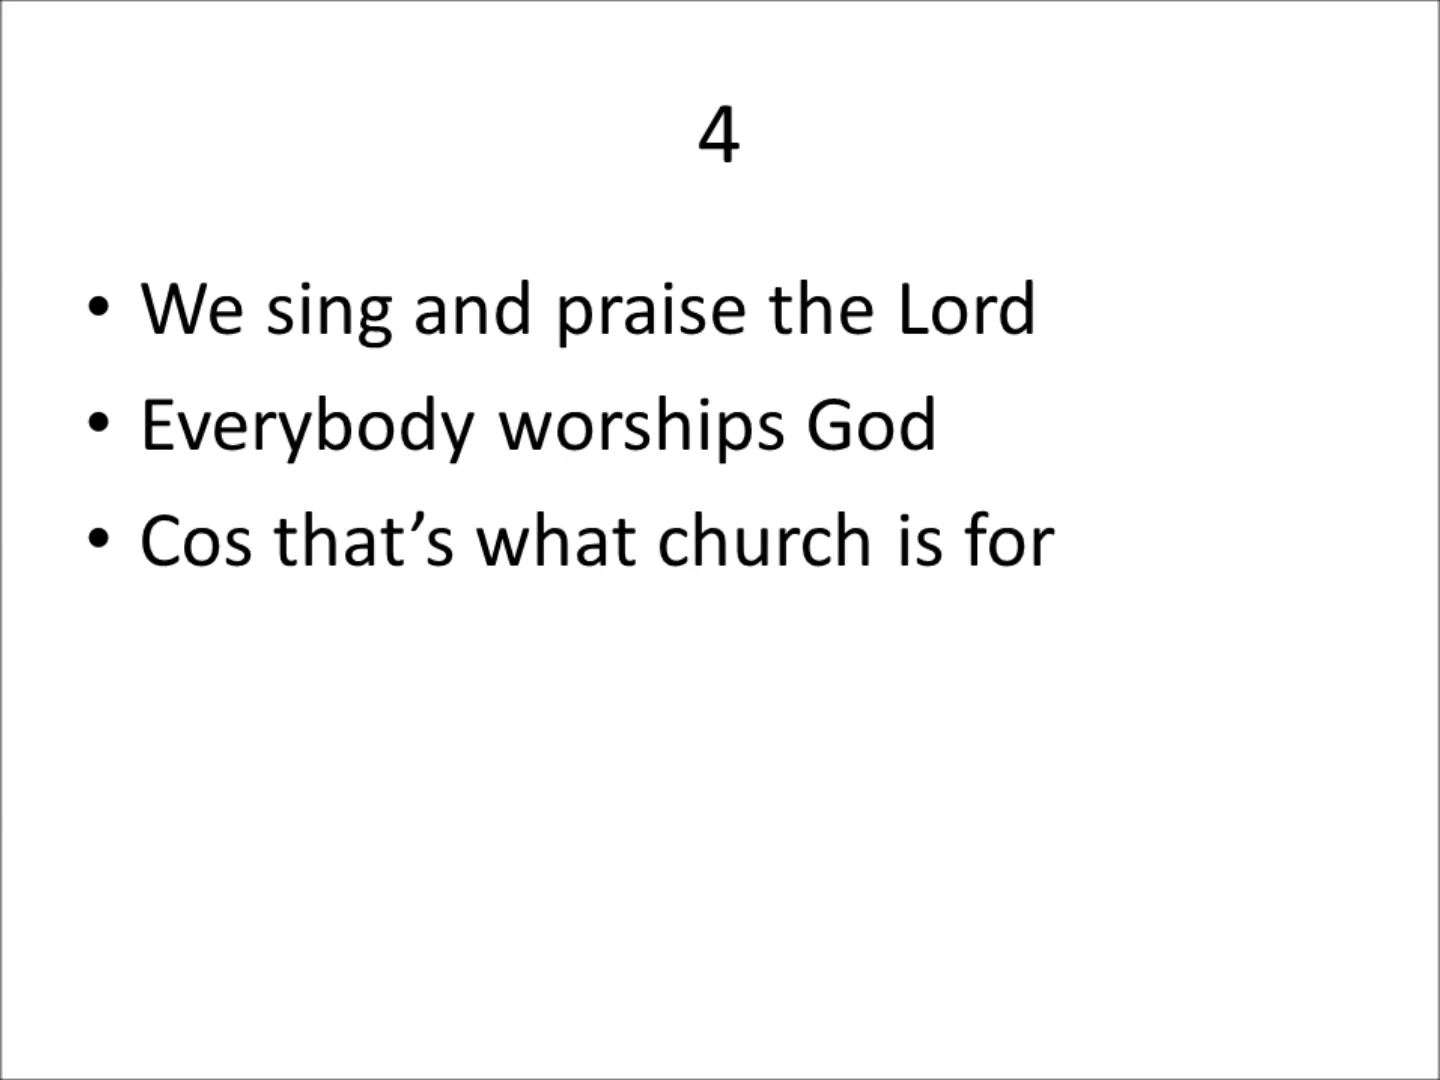 4
• We sing and praise the Lord
• Everybody worships God
• Cos that’s what church is for